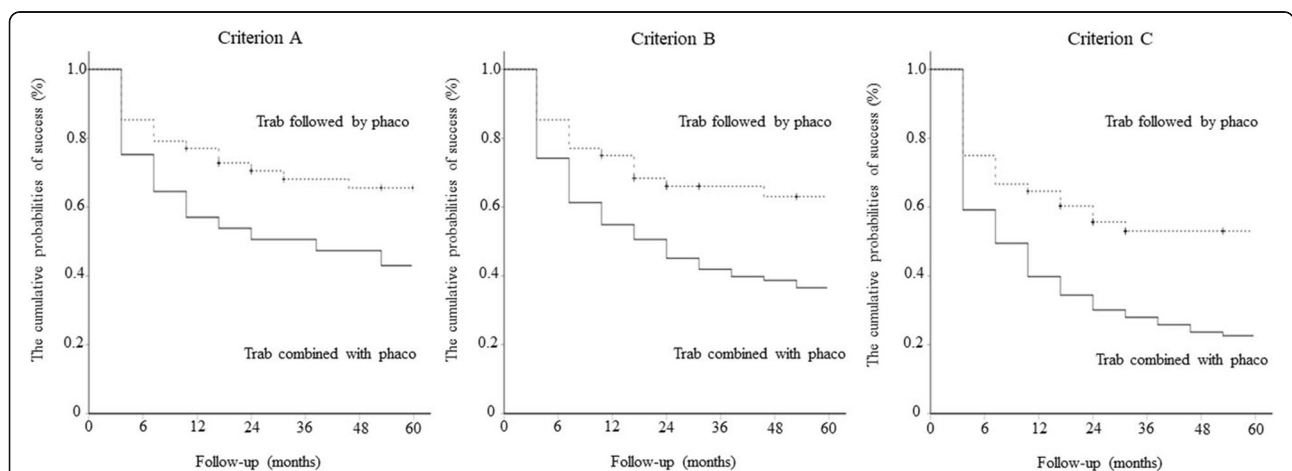 Criterion A
The cumulative probabilities of success (%)
1.0
0.8
0.6
0.4
0.2
0
Trab followed by phaco
Trab combined with phaco
0 6 12 24 36 48 60
Follow-up (months)
Criterion B
The cumulative probabilities of success (%)
1.0
0.8
0.6
0.4
0.2
0
Trab followed by phaco
Trab combined with phaco
0 6 12 24 36 48 60
Follow-up (months)
Criterion C
The cumulative probabilities of success (%)
1.0
0.8
0.6
0.4
0.2
0
Trab followed by phaco
Trab combined with phaco
0 6 12 24 36 48 60
Follow-up (months)